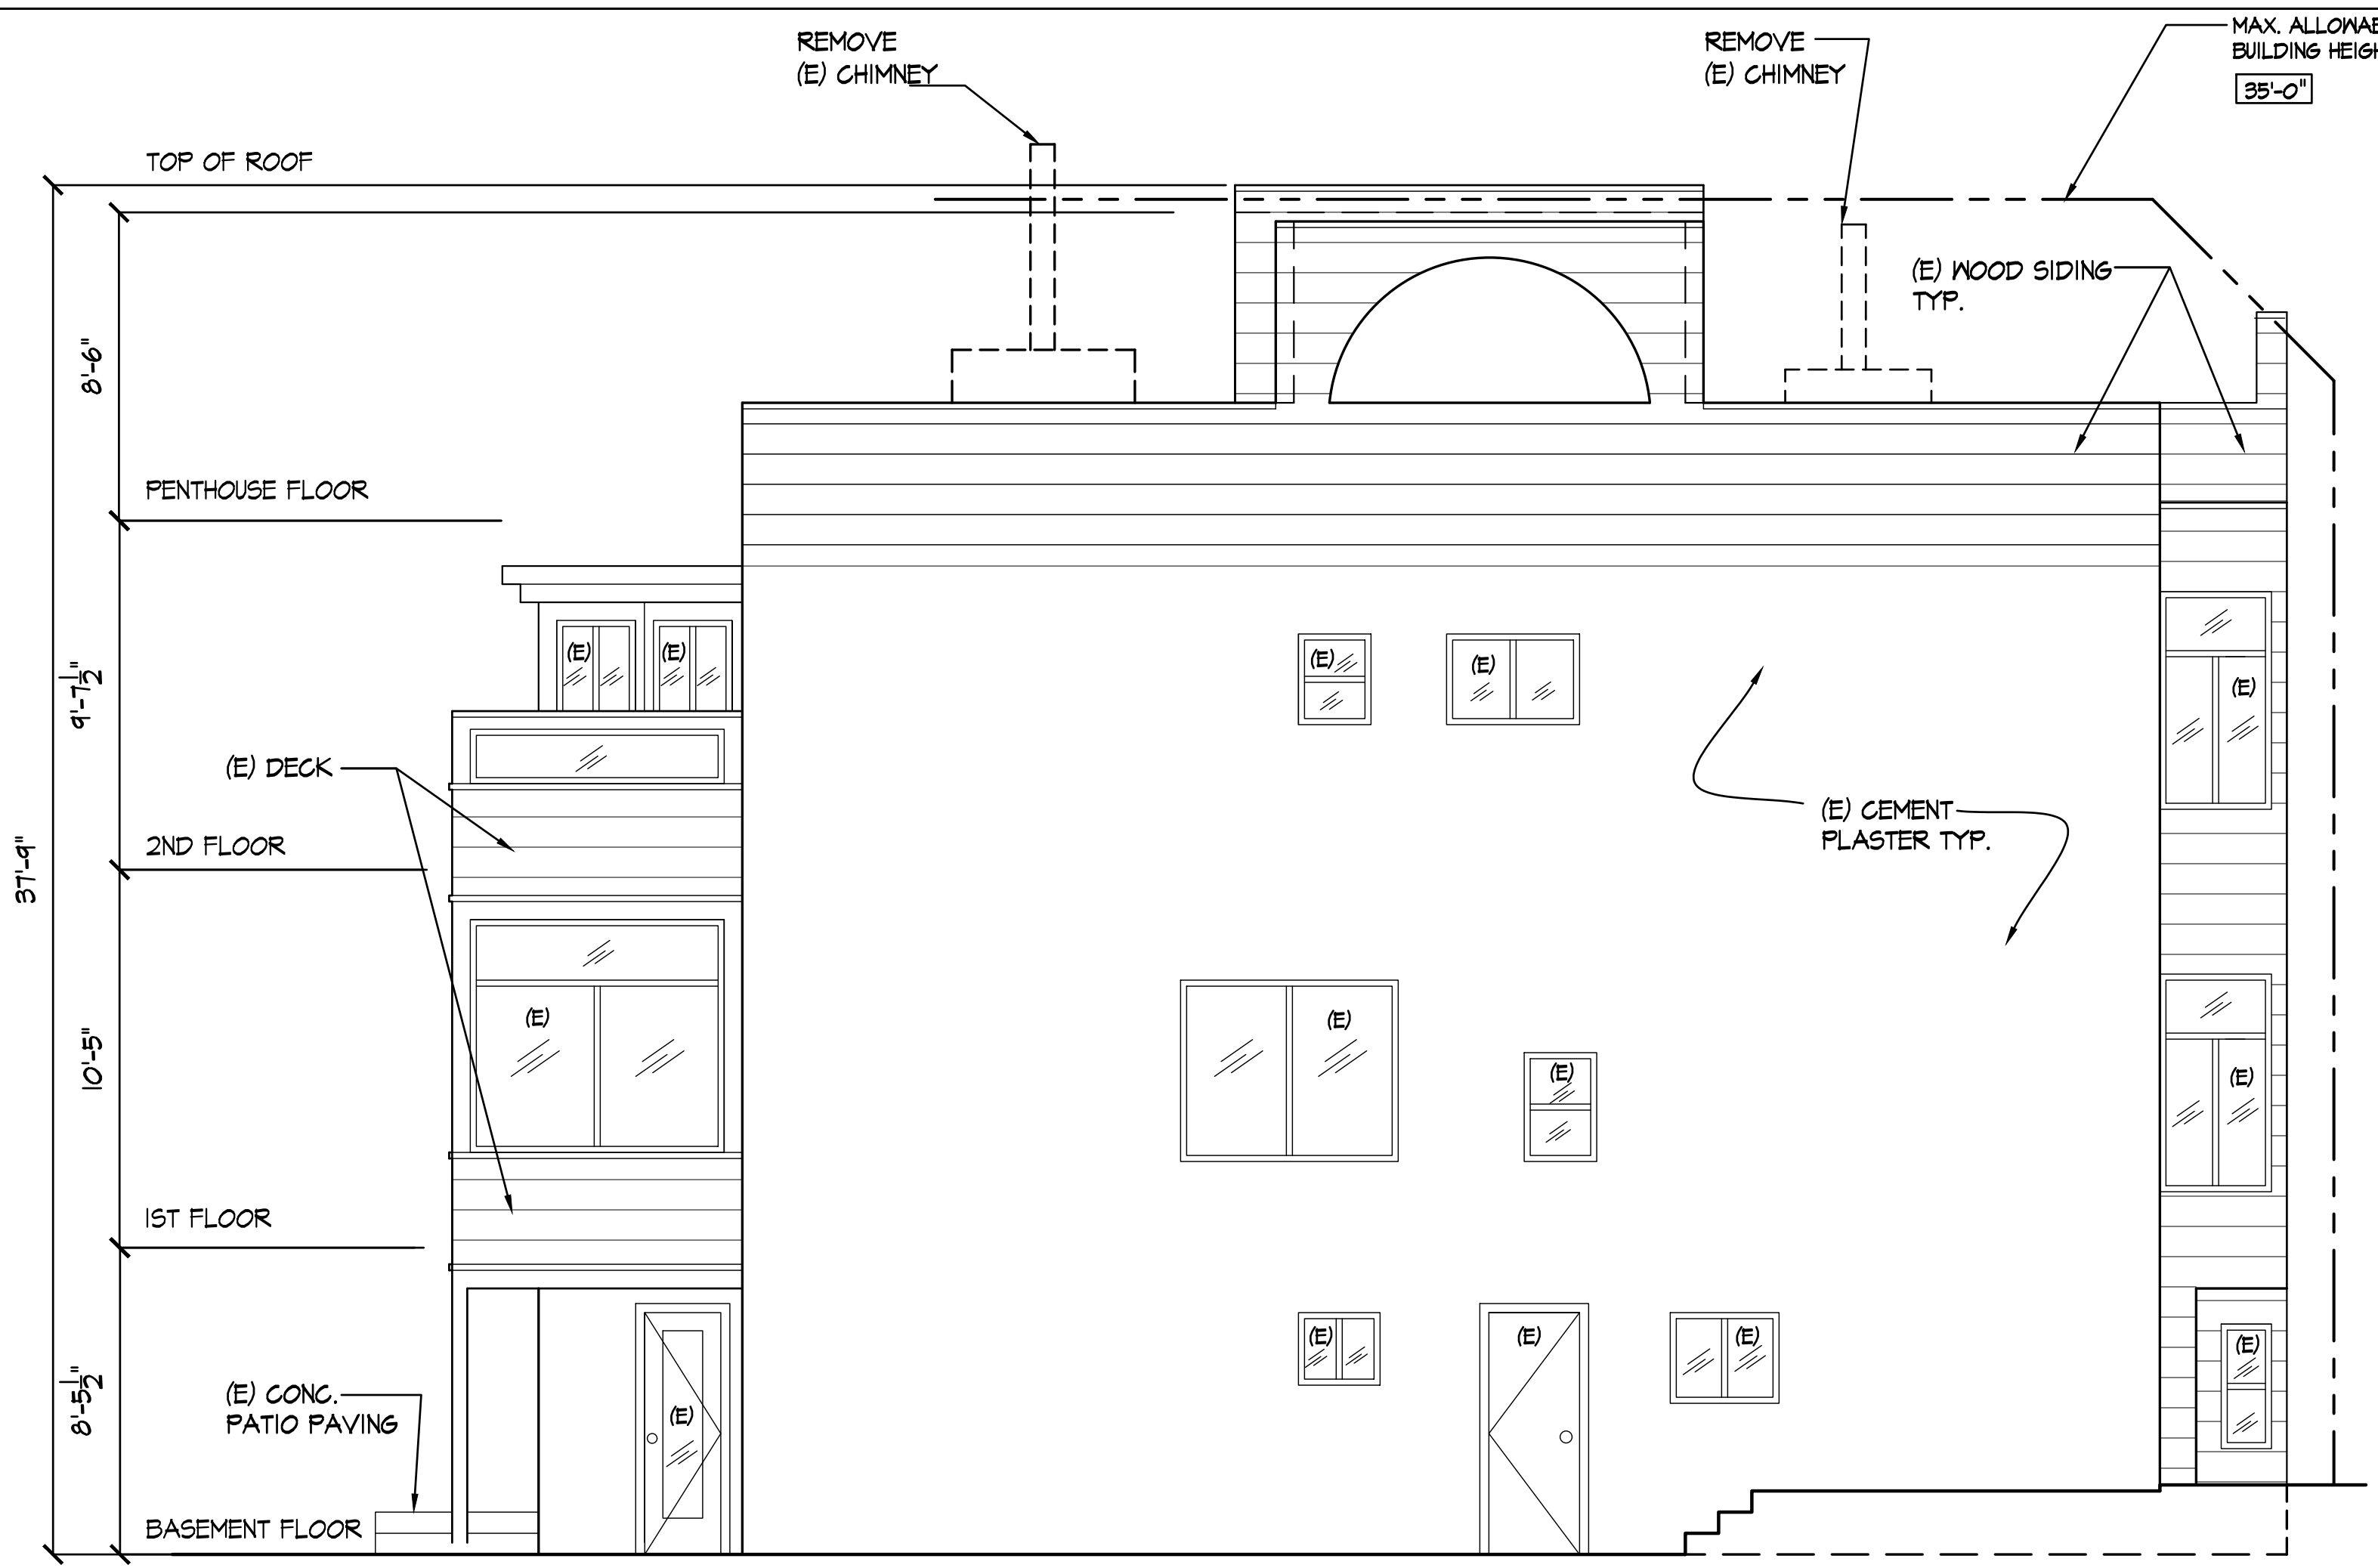 REMOVE
(E) CHIMNEY
REMOVE
(E) CHIMNEY
MAX.
BUILDING
35'-0"
TOP OF ROOF
(E) WOOD SIDING
TYP.
8'-6"
PENTHOUSE FLOOR
(E)
(E)
(E)
(E)
(E)
9'-7 1/2"
(E) DECK
(E) CEMENT
PLASTER TYP.
2ND FLOOR
37'-9"
(E)
(E)
(E)
(E)
10'-5"
1ST FLOOR
(E)
(E)
(E)
(E)
(E)
8'-5 1/2"
(E) CONC.
PATIO PAVING
BASEMENT FLOOR